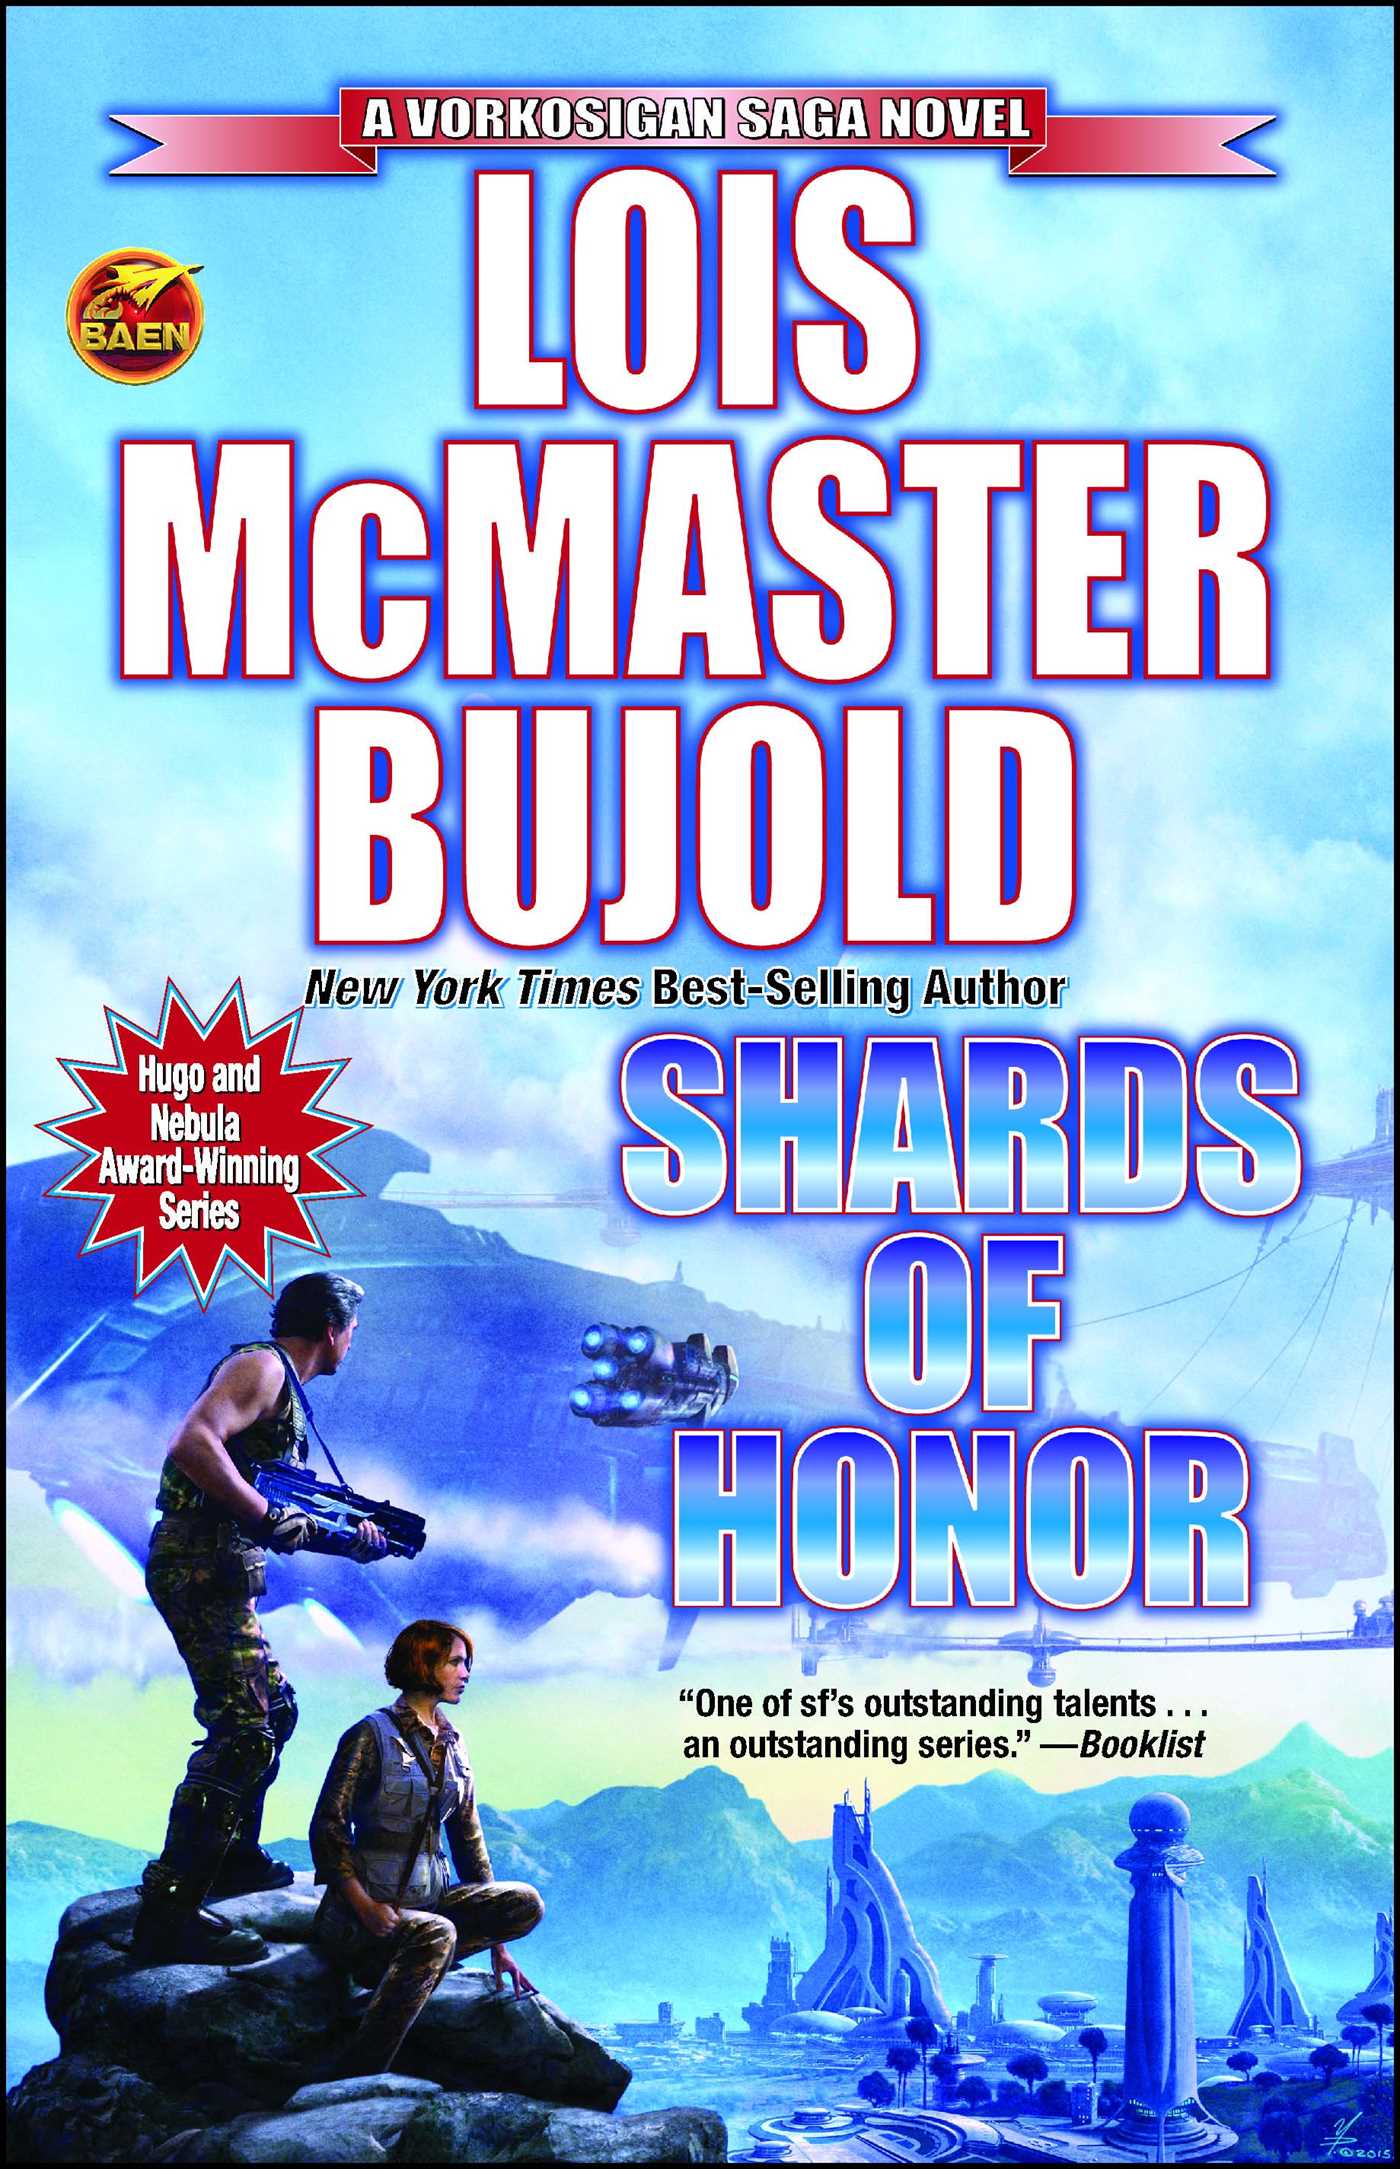 A VORKOSIGAN SAGA NOVEL
BAEN
LOIS
McMASTER
BUJOLD
New York Times Best-Selling Author
Hugo and
Nebula
Award-Winning
Series
SHARDS
OF
HONOR
“One of sf’s outstanding talents . . .
an outstanding series.” —Booklist
©2015